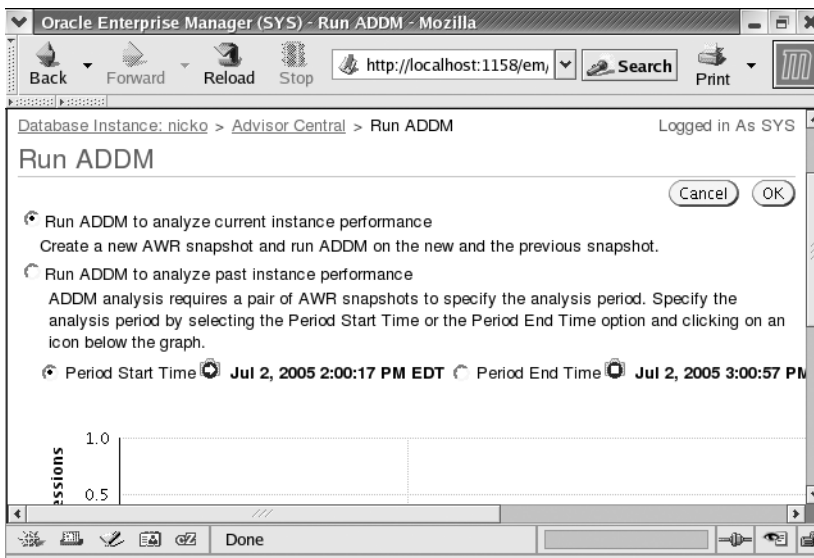 Oracle Enterprise Manager (SYS) - Run ADDM - Mozilla
Back Forward Reload Stop http://localhost:1158/em, Search Print
Database Instance: nicko > Advisor Central > Run ADDM Logged in As SYS
Run ADDM
Cancel OK
Run ADDM to analyze current instance performance
Create a new AWR snapshot and run ADDM on the new and the previous snapshot.
Run ADDM to analyze past instance performance
ADDM analysis requires a pair of AWR snapshots to specify the analysis period. Specify the
analysis period by selecting the Period Start Time or the Period End Time option and clicking on an
icon below the graph.
Period Start Time Jul 2, 2005 2:00:17 PM EDT Period End Time Jul 2, 2005 3:00:57 PM
1.0
essions
0.5
Done